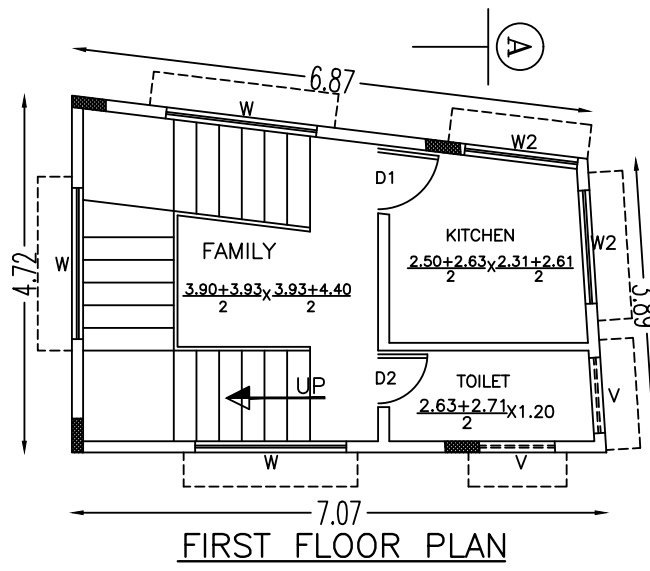 A
6.87
W
W2
D1
FAMILY
3.90+3.93 X 3.93+4.40
2 2
KITCHEN
2.50+2.63 X 2.31+2.61
2 2
W2
W
4.72
3.89
UP
D2
TOILET
2.63+2.71 X1.20
2
V
W
V
7.07
FIRST FLOOR PLAN